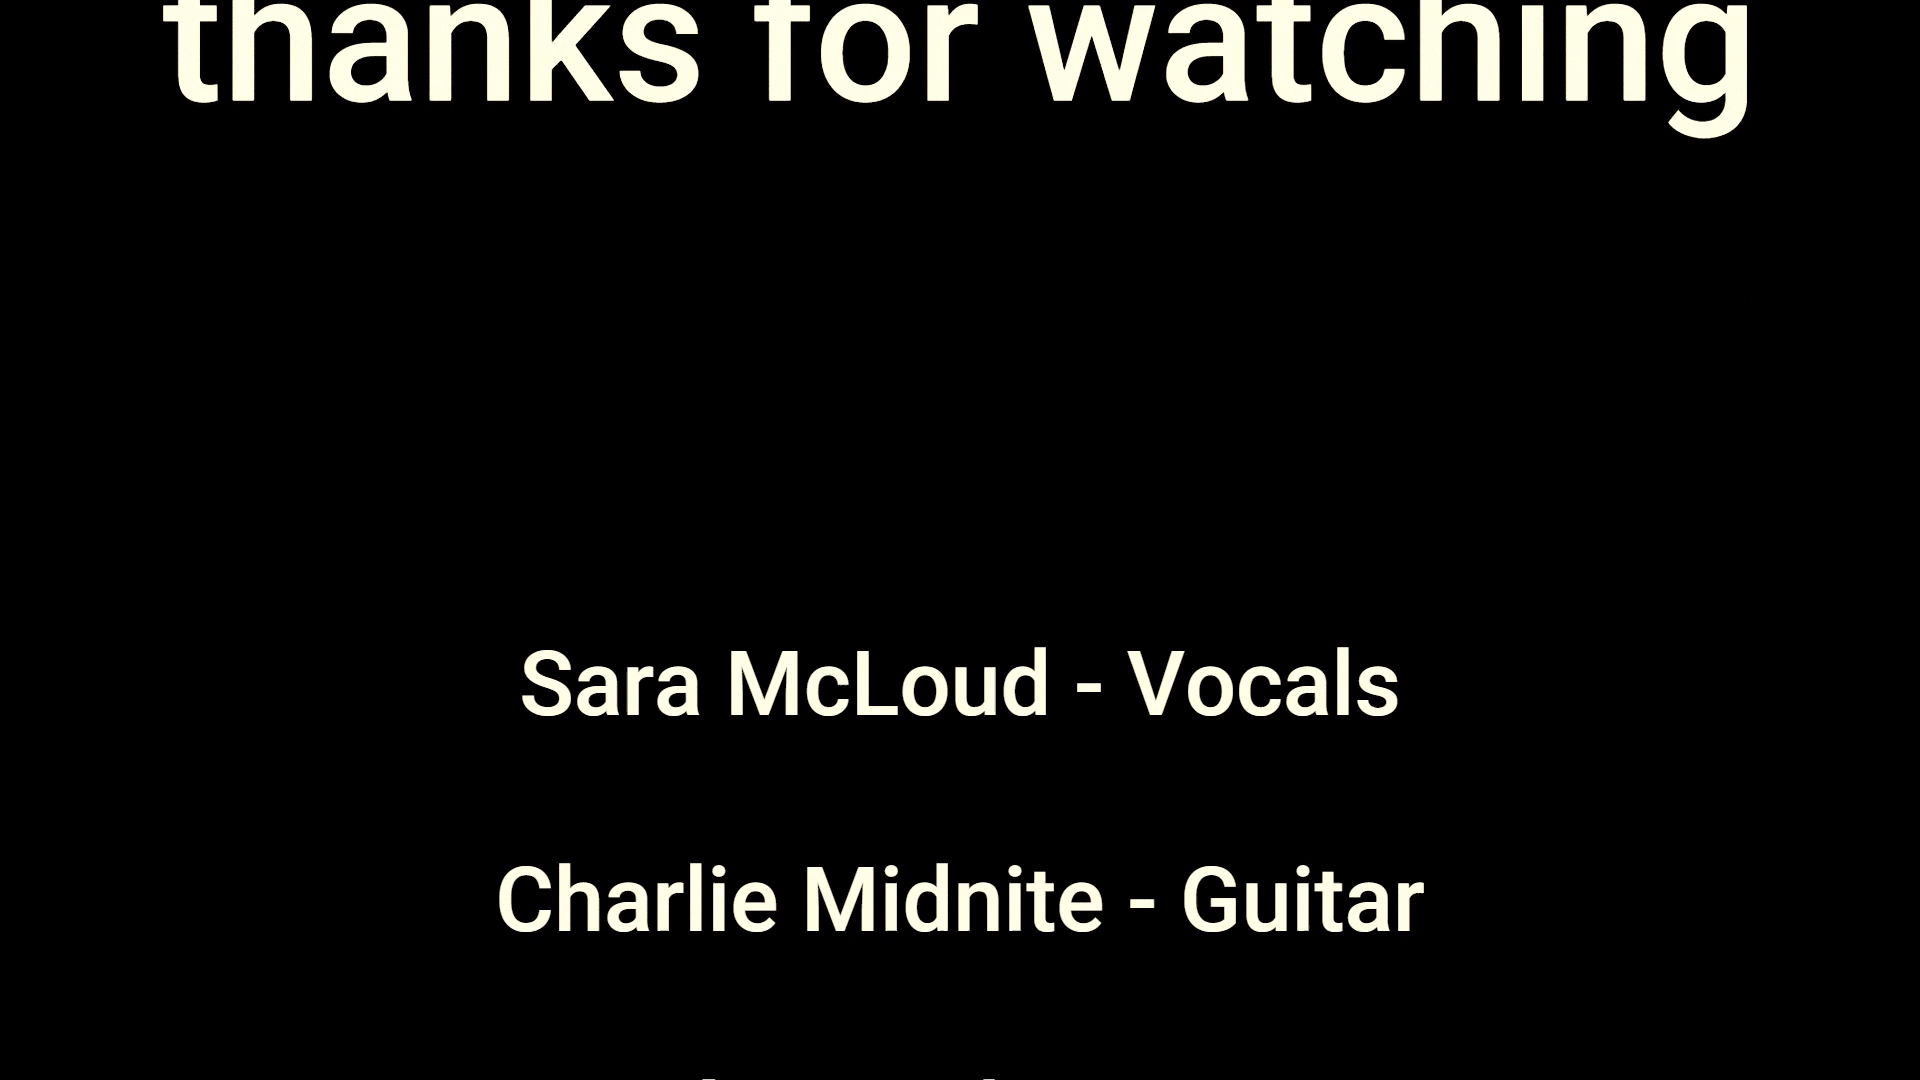 thanks for watching
Sara McLoud - Vocals
Charlie Midnite - Guitar